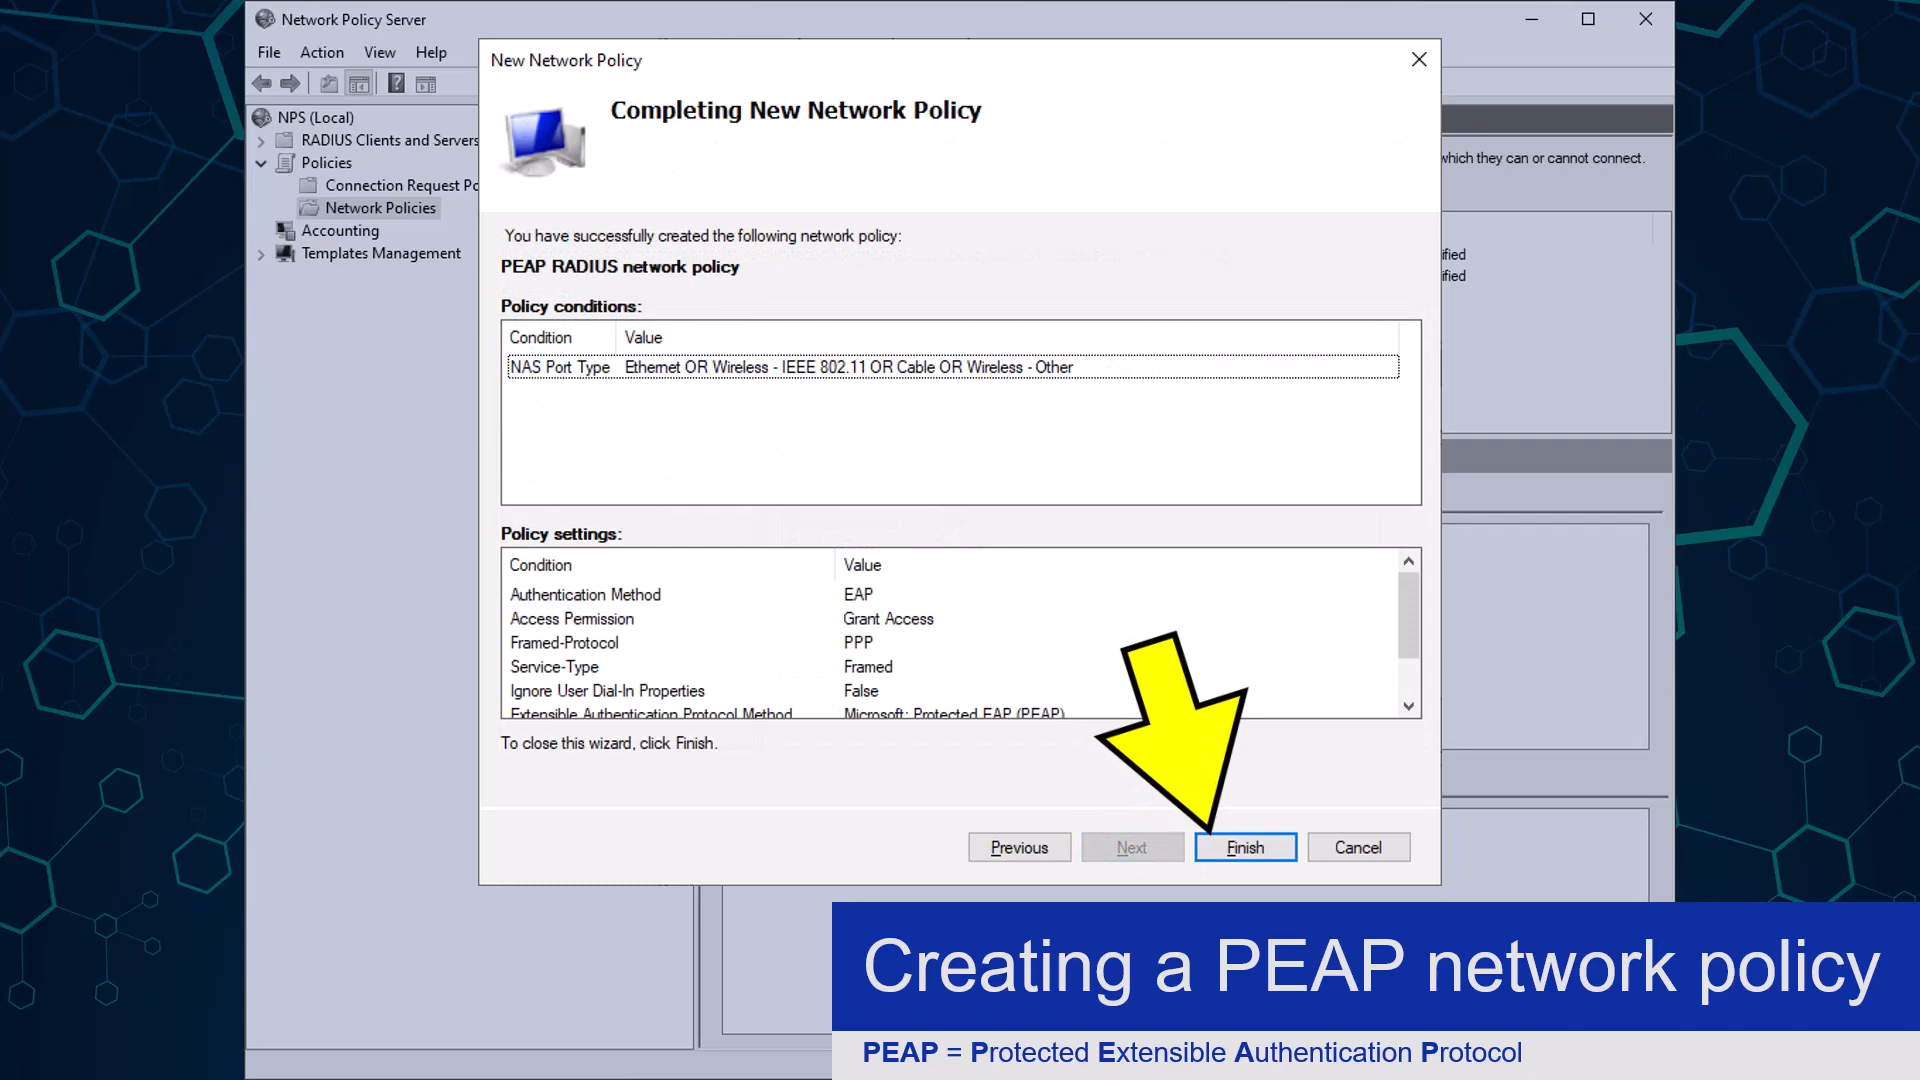 Network Policy Server
File Action View Help
NPS (Local)
RADIUS Clients and Servers
Policies
Connection Request Po
Network Policies
Accounting
Templates Management
which they can or cannot connect.
ified
ified
New Network Policy
Completing New Network Policy
You have successfully created the following network policy:
PEAP RADIUS network policy
Policy conditions:
Condition Value
NAS Port Type Ethernet OR Wireless - IEEE 802.11 OR Cable OR Wireless - Other
Policy settings:
Condition Value
Authentication Method EAP
Access Permission Grant Access
Framed-Protocol PPP
Service-Type Framed
Ignore User Dial-In Properties False
Extensible Authentication Protocol Method Microsoft: Protected EAP (PEAP)
To close this wizard, click Finish.
Previous Next Finish Cancel
Creating a PEAP network policy
PEAP = Protected Extensible Authentication Protocol